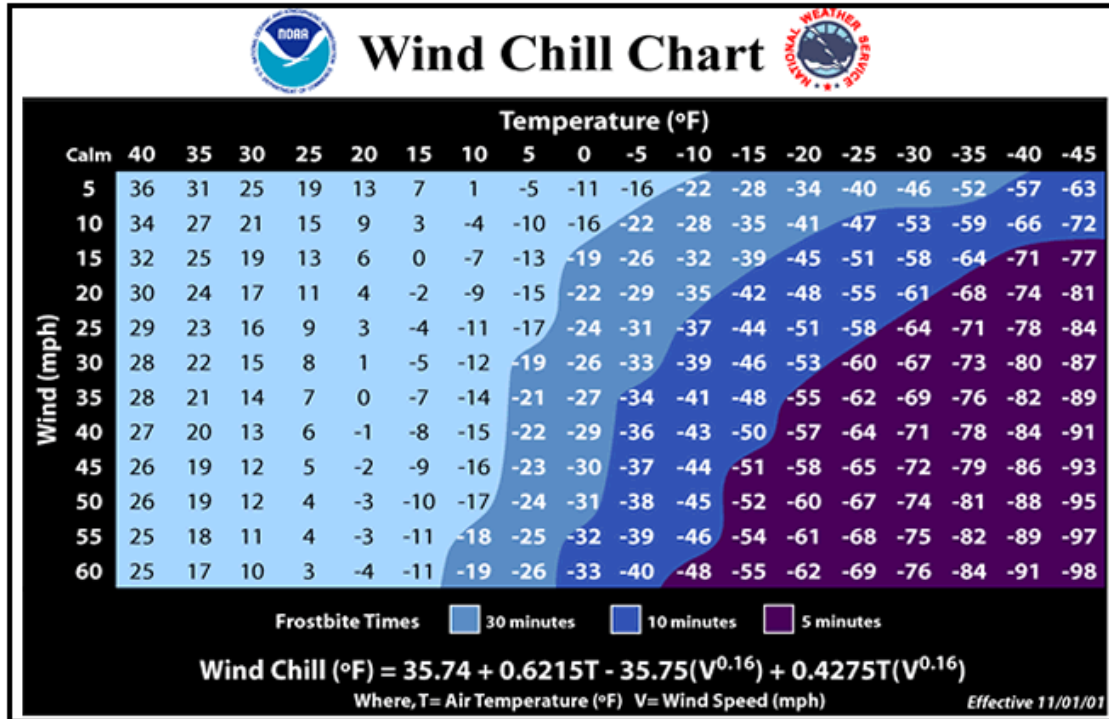 NOAA
NATIONAL OCEANIC AND ATMOSPHERIC ADMINISTRATION
U.S. DEPARTMENT OF COMMERCE
Wind Chill Chart
NATIONAL WEATHER SERVICE
Temperature (ºF)
Calm 40 35 30 25 20 15 10 5 0 -5 -10 -15 -20 -25 -30 -35 -40 -45
Wind (mph)
5 36 31 25 19 13 7 1 -5 -11 -16 -22 -28 -34 -40 -46 -52 -57 -63
10 34 27 21 15 9 3 -4 -10 -16 -22 -28 -35 -41 -47 -53 -59 -66 -72
15 32 25 19 13 6 0 -7 -13 -19 -26 -32 -39 -45 -51 -58 -64 -71 -77
20 30 24 17 11 4 -2 -9 -15 -22 -29 -35 -42 -48 -55 -61 -68 -74 -81
25 29 23 16 9 3 -4 -11 -17 -24 -31 -37 -44 -51 -58 -64 -71 -78 -84
30 28 22 15 8 1 -5 -12 -19 -26 -33 -39 -46 -53 -60 -67 -73 -80 -87
35 28 21 14 7 0 -7 -14 -21 -27 -34 -41 -48 -55 -62 -69 -76 -82 -89
40 27 20 13 6 -1 -8 -15 -22 -29 -36 -43 -50 -57 -64 -71 -78 -84 -91
45 26 19 12 5 -2 -9 -16 -23 -30 -37 -44 -51 -58 -65 -72 -79 -86 -93
50 26 19 12 4 -3 -10 -17 -24 -31 -38 -45 -52 -60 -67 -74 -81 -88 -95
55 25 18 11 4 -3 -11 -18 -25 -32 -39 -46 -54 -61 -68 -75 -82 -89 -97
60 25 17 10 3 -4 -11 -19 -26 -33 -40 -48 -55 -62 -69 -76 -84 -91 -98
Frostbite Times 30 minutes 10 minutes 5 minutes
Wind Chill (ºF) = 35.74 + 0.6215T - 35.75(V^0.16) + 0.4275T(V^0.16)
Where, T= Air Temperature (ºF) V= Wind Speed (mph)
Effective 11/01/01